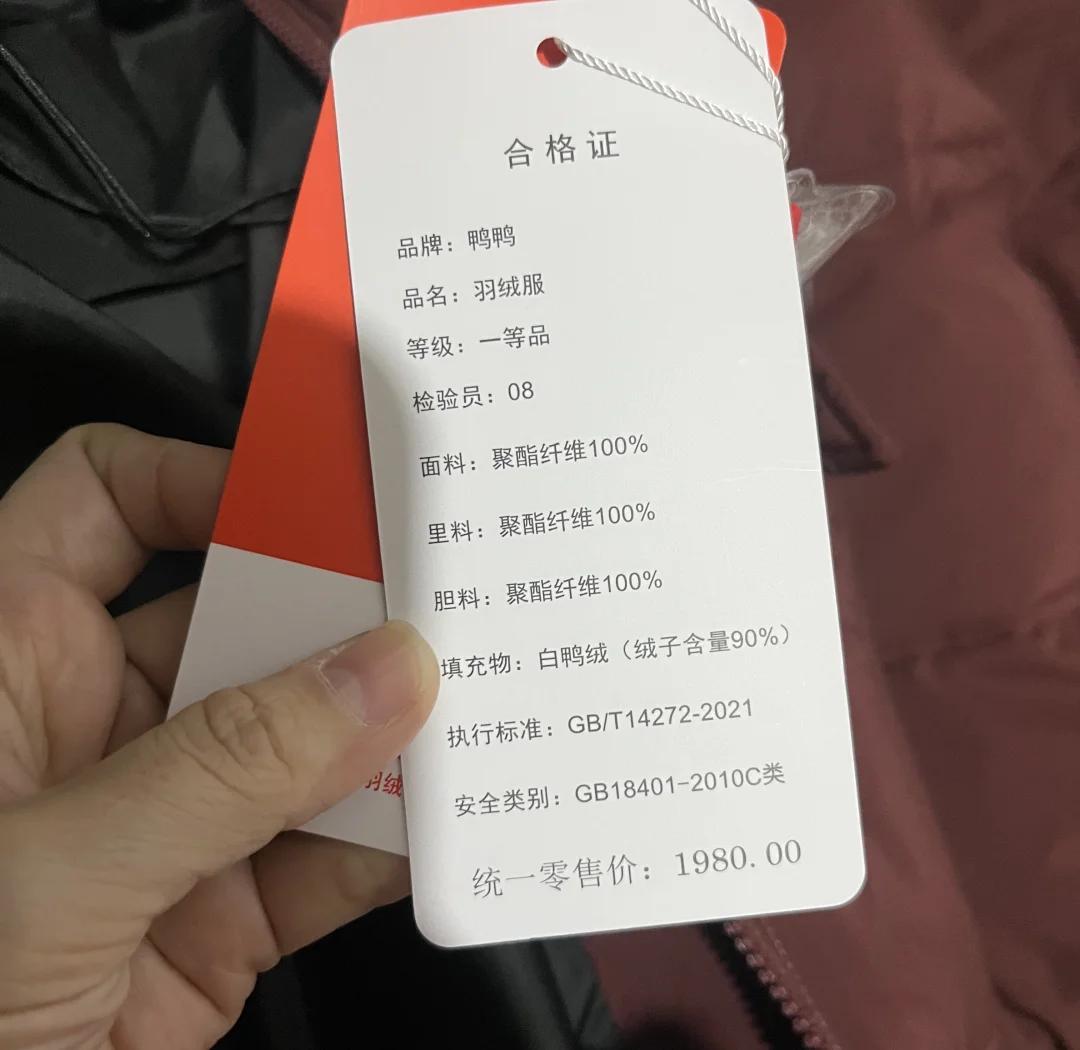 合格证
品牌：鸭鸭
品名：羽绒服
等级：一等品
检验员：08
面料：聚酯纤维100%
里料：聚酯纤维100%
胆料：聚酯纤维100%
填充物：白鸭绒（绒子含量90%）
执行标准：GB/T14272-2021
安全类别：GB18401-2010C类
统一零售价：1980.00
羽绒